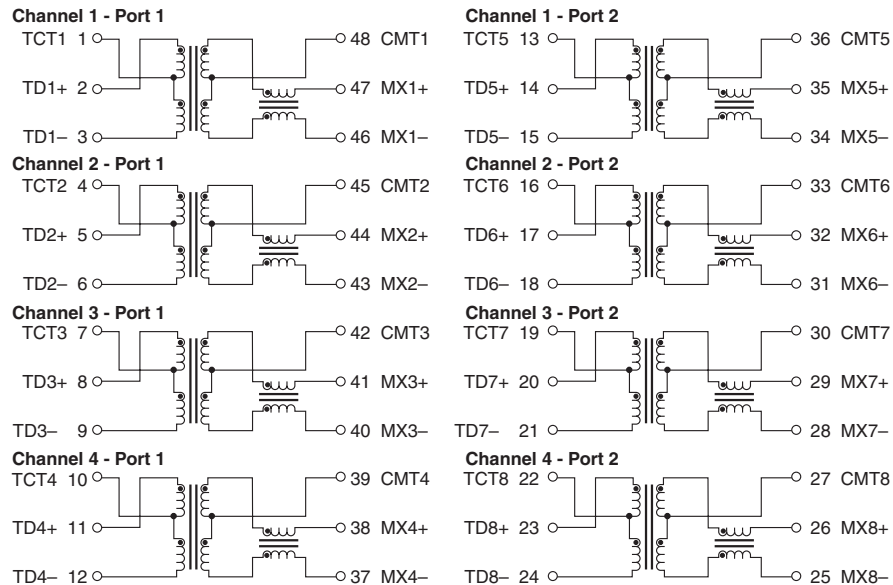 Channel 1 - Port 1
TCT1 1 48 CMT1
TD1+ 2 47 MX1+
TD1– 3 46 MX1–
Channel 2 - Port 1
TCT2 4 45 CMT2
TD2+ 5 44 MX2+
TD2– 6 43 MX2–
Channel 3 - Port 1
TCT3 7 42 CMT3
TD3+ 8 41 MX3+
TD3– 9 40 MX3–
Channel 4 - Port 1
TCT4 10 39 CMT4
TD4+ 11 38 MX4+
TD4– 12 37 MX4–
Channel 1 - Port 2
TCT5 13 36 CMT5
TD5+ 14 35 MX5+
TD5– 15 34 MX5–
Channel 2 - Port 2
TCT6 16 33 CMT6
TD6+ 17 32 MX6+
TD6– 18 31 MX6–
Channel 3 - Port 2
TCT7 19 30 CMT7
TD7+ 20 29 MX7+
TD7– 21 28 MX7–
Channel 4 - Port 2
TCT8 22 27 CMT8
TD8+ 23 26 MX8+
TD8– 24 25 MX8–